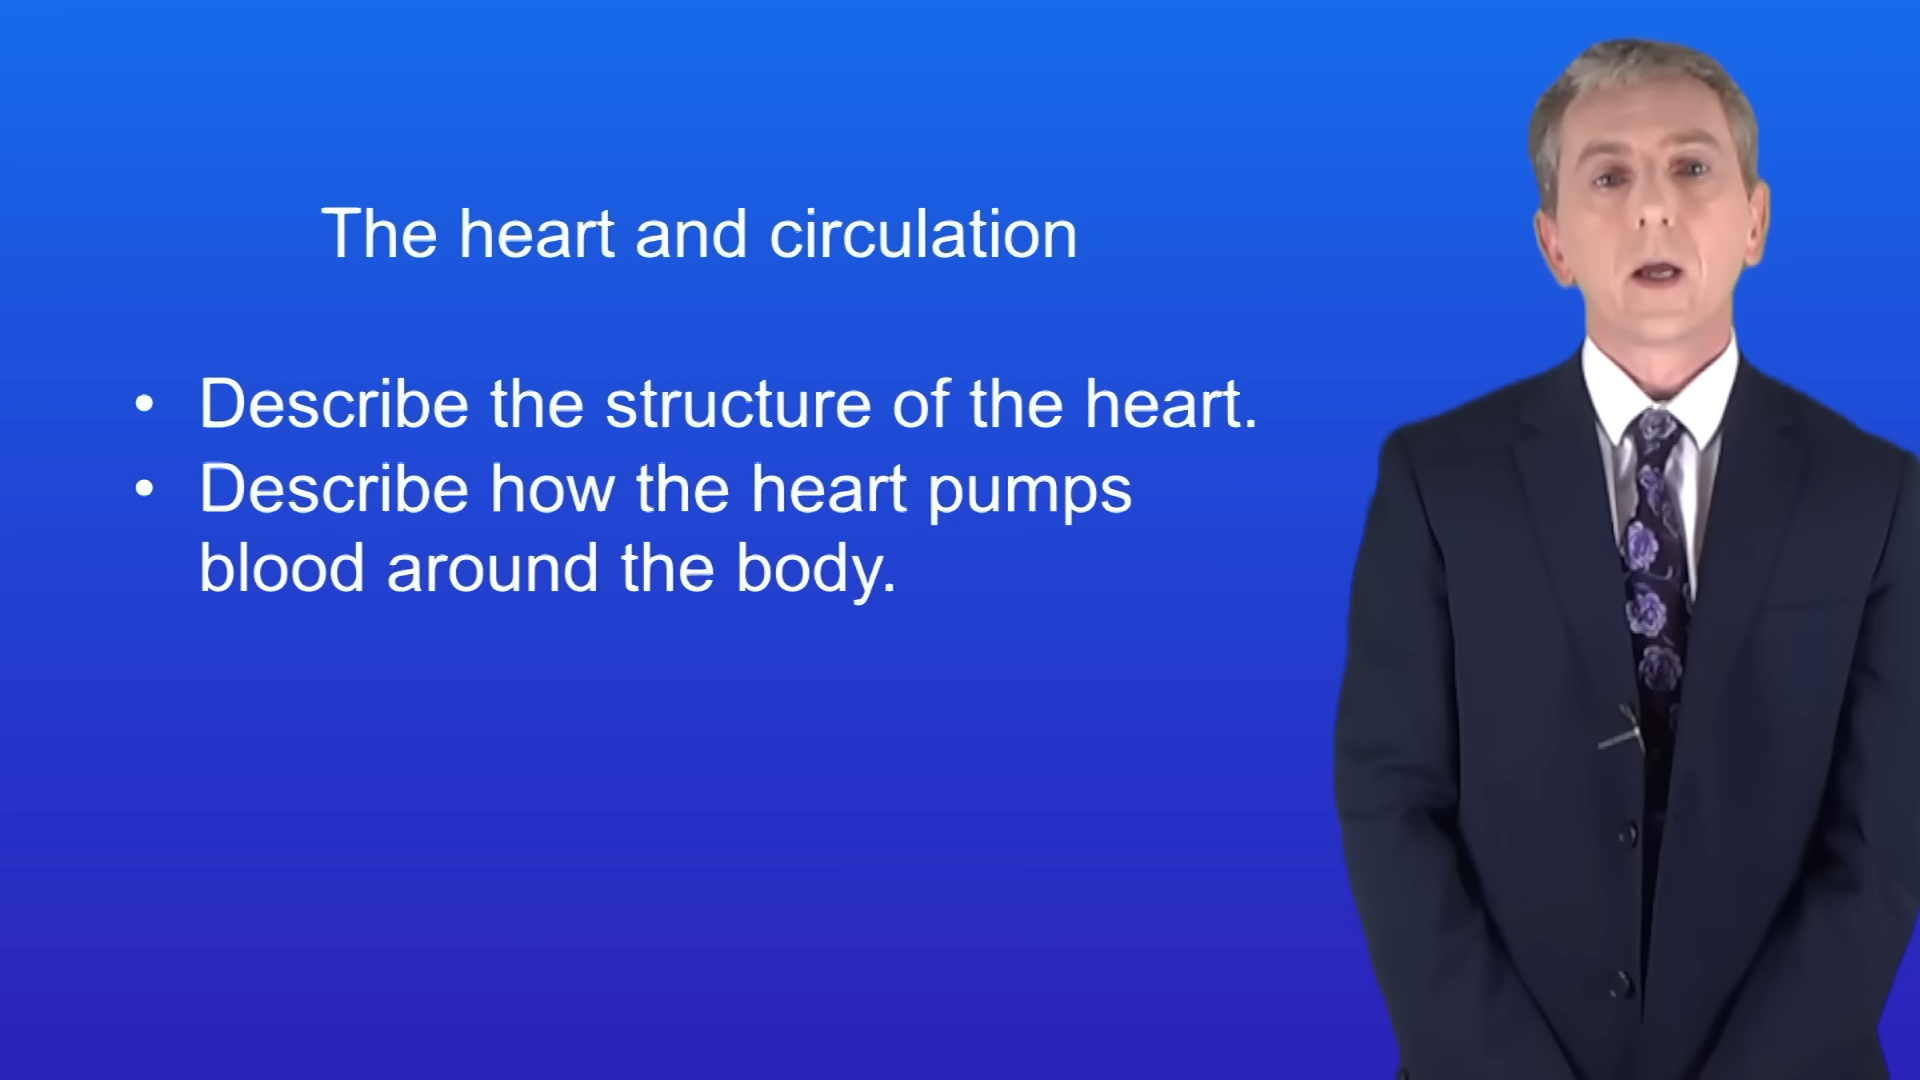 The heart and circulation
• Describe the structure of the heart.
• Describe how the heart pumps
blood around the body.